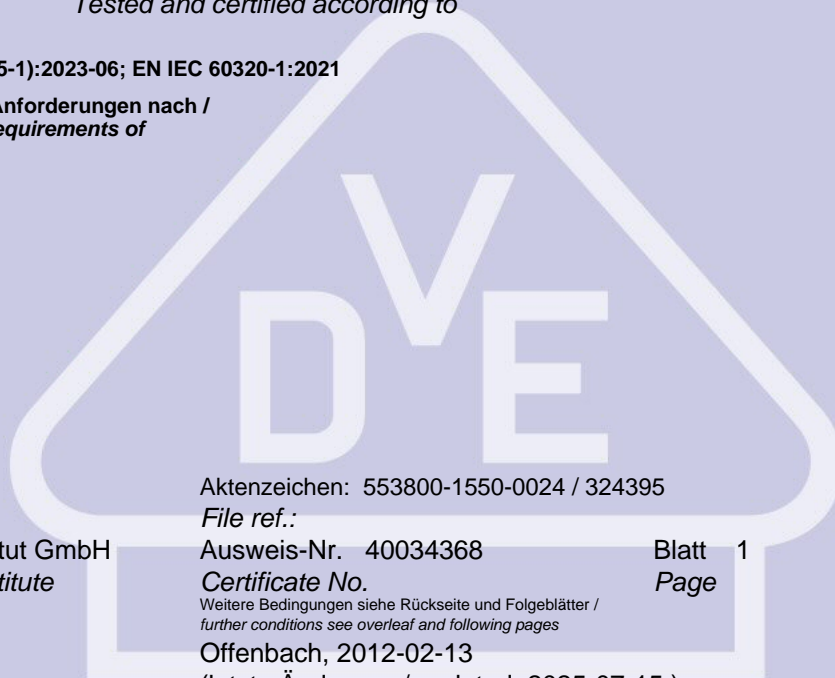 Tested and certified according to
5-1):2023-06; EN IEC 60320-1:2021
Anforderungen nach /
equirements of
V
D E
Aktenzeichen: 553800-1550-0024 / 324395
File ref.:
tut GmbH Ausweis-Nr. 40034368 Blatt 1
titute Certificate No. Page
Weitere Bedingungen siehe Rückseite und Folgeblätter /
further conditions see overleaf and following pages
Offenbach, 2012-02-13